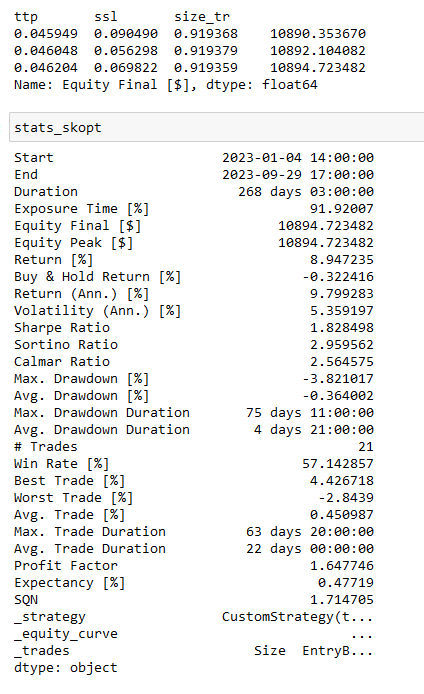 ttp ssl size_tr
0.045949 0.090490 0.919368 10890.353670
0.046048 0.056298 0.919379 10892.104082
0.046204 0.069822 0.919359 10894.723482
Name: Equity Final [$], dtype: float64
stats_skopt
Start 2023-01-04 14:00:00
End 2023-09-29 17:00:00
Duration 268 days 03:00:00
Exposure Time [%] 91.92007
Equity Final [$] 10894.723482
Equity Peak [$] 10894.723482
Return [%] 8.947235
Buy & Hold Return [%] -0.322416
Return (Ann.) [%] 9.799283
Volatility (Ann.) [%] 5.359197
Sharpe Ratio 1.828498
Sortino Ratio 2.959562
Calmar Ratio 2.564575
Max. Drawdown [%] -3.821017
Avg. Drawdown [%] -0.364002
Max. Drawdown Duration 75 days 11:00:00
Avg. Drawdown Duration 4 days 21:00:00
# Trades 21
Win Rate [%] 57.142857
Best Trade [%] 4.426718
Worst Trade [%] -2.8439
Avg. Trade [%] 0.450987
Max. Trade Duration 63 days 20:00:00
Avg. Trade Duration 22 days 00:00:00
Profit Factor 1.647746
Expectancy [%] 0.47719
SQN 1.714705
_strategy CustomStrategy(t...
_equity_curve ...
_trades Size EntryB...
dtype: object